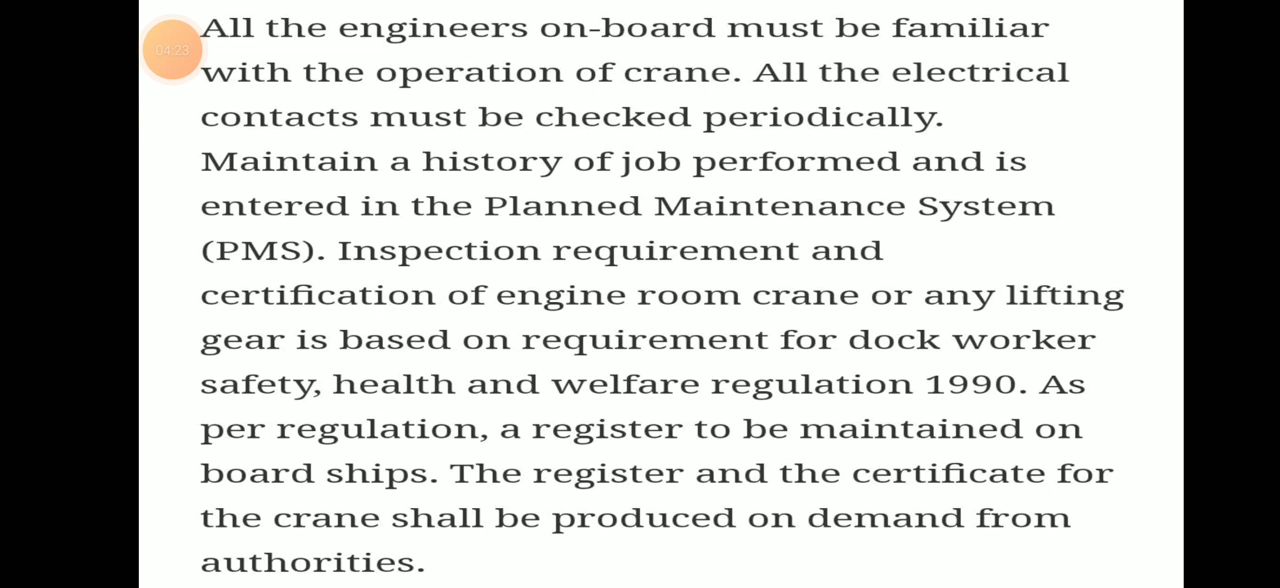 All the engineers on-board must be familiar
04:23
with the operation of crane. All the electrical
contacts must be checked periodically.
Maintain a history of job performed and is
entered in the Planned Maintenance System
(PMS). Inspection requirement and
certification of engine room crane or any lifting
gear is based on requirement for dock worker
safety, health and welfare regulation 1990. As
per regulation, a register to be maintained on
board ships. The register and the certificate for
the crane shall be produced on demand from
authorities.